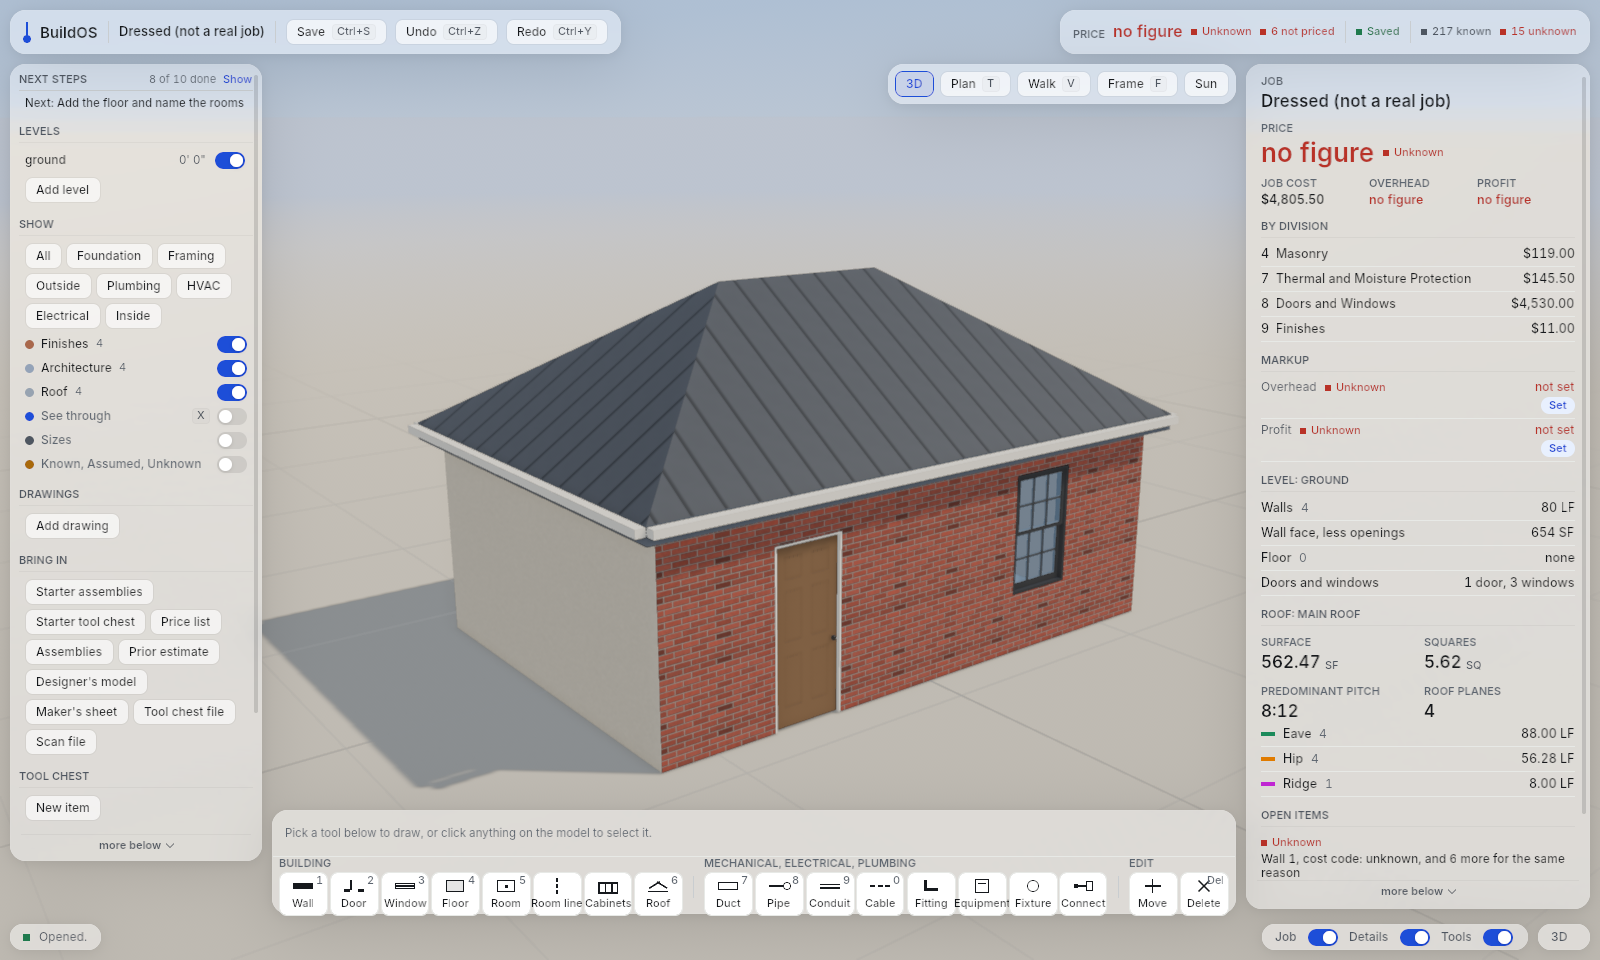 BuildOS
Dressed (not a real job)
Save Ctrl+S
Undo Ctrl+Z
Redo Ctrl+Y
PRICE no figure Unknown 6 not priced Saved 217 known 15 unknown
NEXT STEPS 8 of 10 done Show
Next: Add the floor and name the rooms
LEVELS
ground 0' 0"
Add level
SHOW
All Foundation Framing
Outside Plumbing HVAC
Electrical Inside
Finishes 4
Architecture 4
Roof 4
See through X
Sizes
Known, Assumed, Unknown
DRAWINGS
Add drawing
BRING IN
Starter assemblies
Starter tool chest Price list
Assemblies Prior estimate
Designer's model
Maker's sheet Tool chest file
Scan file
TOOL CHEST
New item
more below
Opened.
3D Plan T Walk V Frame F Sun
Pick a tool below to draw, or click anything on the model to select it.
BUILDING
1 2 3 4 5 6
Wall Door Window Floor Room Room line Cabinets Roof
MECHANICAL, ELECTRICAL, PLUMBING
7 8 9 0
Duct Pipe Conduit Cable Fitting Equipment Fixture Connect
EDIT
Del
Move Delete
JOB
Dressed (not a real job)
PRICE
no figure Unknown
JOB COST OVERHEAD PROFIT
$4,805.50 no figure no figure
BY DIVISION
4 Masonry $119.00
7 Thermal and Moisture Protection $145.50
8 Doors and Windows $4,530.00
9 Finishes $11.00
MARKUP
Overhead Unknown not set
Set
Profit Unknown not set
Set
LEVEL: GROUND
Walls 4 80 LF
Wall face, less openings 654 SF
Floor 0 none
Doors and windows 1 door, 3 windows
ROOF: MAIN ROOF
SURFACE SQUARES
562.47 SF 5.62 SQ
PREDOMINANT PITCH ROOF PLANES
8:12 4
Eave 4 88.00 LF
Hip 4 56.28 LF
Ridge 1 8.00 LF
OPEN ITEMS
Unknown
Wall 1, cost code: unknown, and 6 more for the same
reason
more below
Job Details Tools 3D